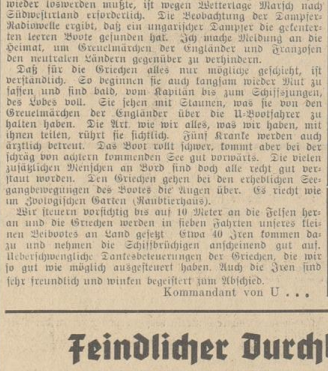 wieder loswerden mußte, ist wegen Wetterlage Marsch nach
Südwestirland erforderlich. Die Beobachtung der Dampfer-
Radiowelle ergibt, daß ein ungarischer Dampfer die gekenter-
ten leeren Boote gefunden hat. Ich mache Meldung an die
Heimat, um Greuelmärchen der Engländer und Franzosen
den neutralen Ländern gegenüber zu verhindern.
Daß für die Griechen alles nur mögliche geschieht, ist
verständlich. So beginnen sie auch langsam wieder Mut zu
fassen und sind bald, vom Kapitän bis zum Schiffsjungen,
des Lobes voll. Sie sehen mit Staunen, was sie von den
Greuelmärchen der Engländer über die U-Bootfahrer zu
halten haben. Die Art, wie wir alles, was wir haben, mit
ihnen teilen, rührt sie sichtlich. Fünf Kranke werden auch
ärztlich betreut. Das Boot rollt schwer, kommt aber bei der
schräg von achtern kommenden See gut vorwärts. Die vielen
zusätzlichen Menschen an Bord sind doch alle recht gut ver-
staut worden. Den Griechen gehen bei den erheblichen See-
gangbewegungen des Bootes die Augen über. Es riecht wie
im Zoologischen Garten (Raubtierhaus).
Wir steuern vorsichtig bis auf 10 Meter an die Felsen her-
an und die Griechen werden in sieben Fahrten unseres klei-
nen Beibootes an Land gesetzt. Etwa 40 Iren kommen da-
zu und nehmen die Schiffbrüchigen anscheinend gut auf.
Ueberschwengliche Dankesbeteuerungen der Griechen, die wir
so gut wie möglich ausgesteuert haben. Auch die Iren sind
sehr freundlich und winken begeistert zum Abschied.
Kommandant von U . . .
Feindlicher Durch